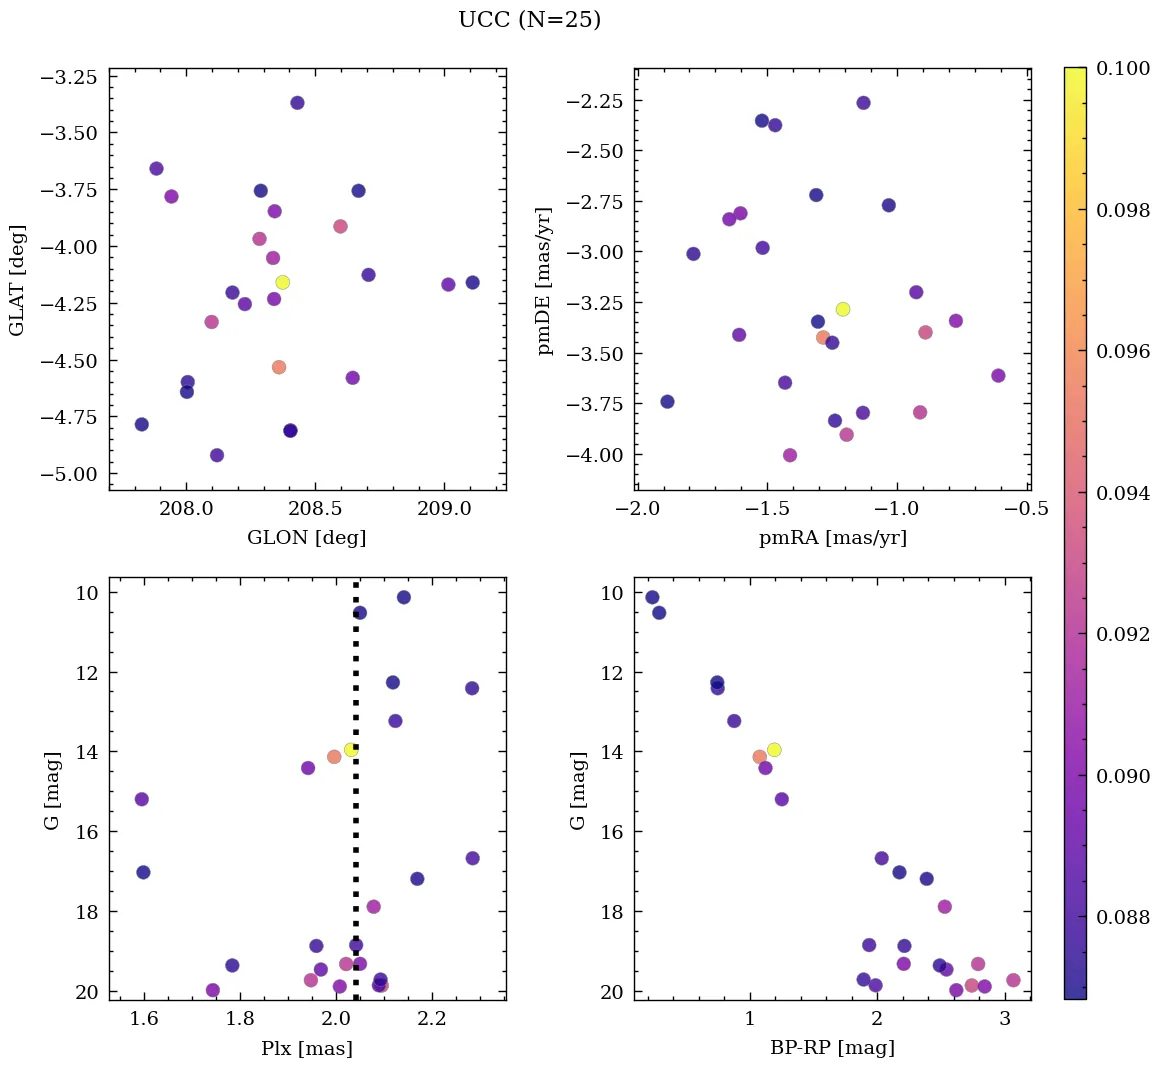 UCC (N=25)
−3.25
−3.50
−3.75
−4.00
−4.25
−4.50
−4.75
−5.00
GLAT [deg]
208.0 208.5 209.0
GLON [deg]
−2.25
−2.50
−2.75
−3.00
−3.25
−3.50
−3.75
−4.00
pmDE [mas/yr]
−2.0 −1.5 −1.0 −0.5
pmRA [mas/yr]
10
12
14
16
18
20
G [mag]
1.6 1.8 2.0 2.2
Plx [mas]
10
12
14
16
18
20
G [mag]
1 2 3
BP-RP [mag]
0.100
0.098
0.096
0.094
0.092
0.090
0.088